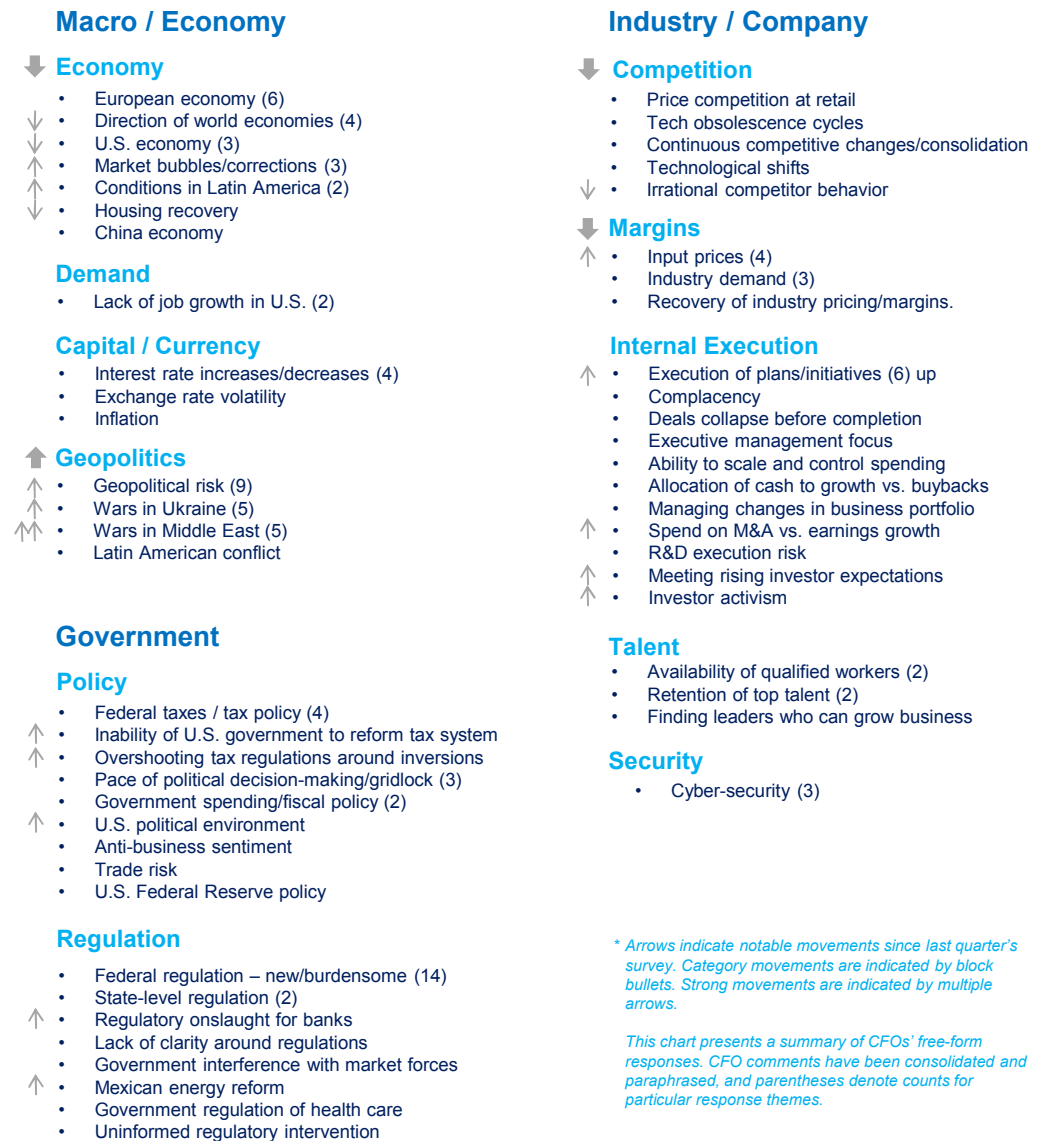 Macro / Economy
Economy
• European economy (6)
• Direction of world economies (4)
• U.S. economy (3)
• Market bubbles/corrections (3)
• Conditions in Latin America (2)
• Housing recovery
• China economy
Demand
• Lack of job growth in U.S. (2)
Capital / Currency
• Interest rate increases/decreases (4)
• Exchange rate volatility
• Inflation
Geopolitics
• Geopolitical risk (9)
• Wars in Ukraine (5)
• Wars in Middle East (5)
• Latin American conflict
Government
Policy
• Federal taxes / tax policy (4)
• Inability of U.S. government to reform tax system
• Overshooting tax regulations around inversions
• Pace of political decision-making/gridlock (3)
• Government spending/fiscal policy (2)
• U.S. political environment
• Anti-business sentiment
• Trade risk
• U.S. Federal Reserve policy
Regulation
• Federal regulation – new/burdensome (14)
• State-level regulation (2)
• Regulatory onslaught for banks
• Lack of clarity around regulations
• Government interference with market forces
• Mexican energy reform
• Government regulation of health care
• Uninformed regulatory intervention
Industry / Company
Competition
• Price competition at retail
• Tech obsolescence cycles
• Continuous competitive changes/consolidation
• Technological shifts
• Irrational competitor behavior
Margins
• Input prices (4)
• Industry demand (3)
• Recovery of industry pricing/margins.
Internal Execution
• Execution of plans/initiatives (6) up
• Complacency
• Deals collapse before completion
• Executive management focus
• Ability to scale and control spending
• Allocation of cash to growth vs. buybacks
• Managing changes in business portfolio
• Spend on M&A vs. earnings growth
• R&D execution risk
• Meeting rising investor expectations
• Investor activism
Talent
• Availability of qualified workers (2)
• Retention of top talent (2)
• Finding leaders who can grow business
Security
• Cyber-security (3)
* Arrows indicate notable movements since last quarter's
survey. Category movements are indicated by block
bullets. Strong movements are indicated by multiple
arrows.
This chart presents a summary of CFOs' free-form
responses. CFO comments have been consolidated and
paraphrased, and parentheses denote counts for
particular response themes.